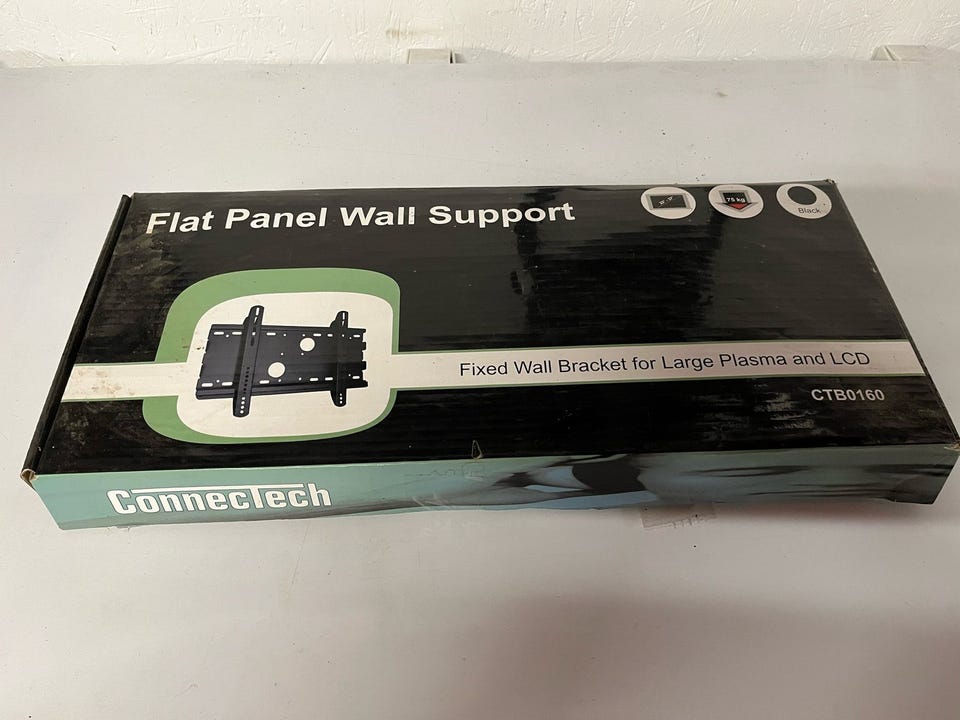 Flat Panel Wall Support
75 kg
Black
Fixed Wall Bracket for Large Plasma and LCD
CTB0160
ConnecTech